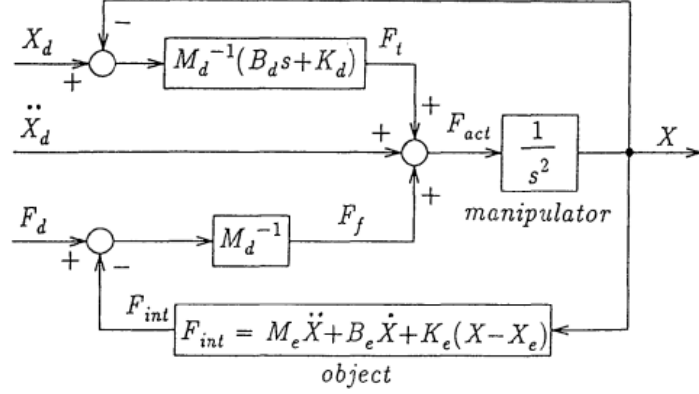 −
X_d
+
M_d⁻¹(B_d s+K_d)
F_t
+
Ẍ_d
+
F_act
1
s²
X
manipulator
+
F_d
+
−
M_d⁻¹
F_f
F_int
F_int = M_e Ẍ+B_e Ẋ+K_e(X−X_e)
object